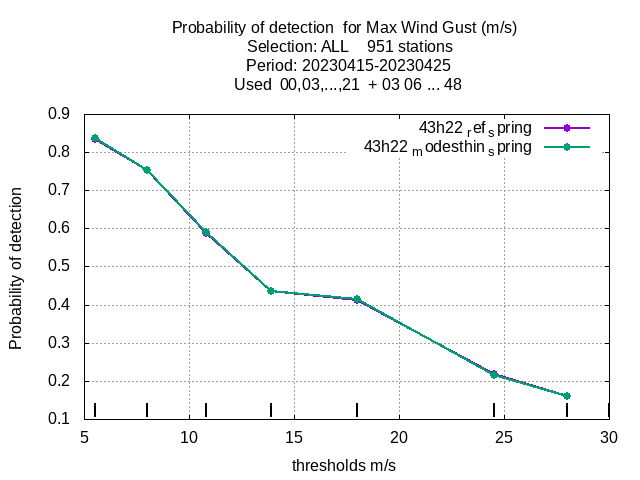 Probability of detection  for Max Wind Gust (m/s)
Selection: ALL    951 stations
Period: 20230415-20230425
Used  00,03,...,21  + 03 06 ... 48
43h22 ref spring
43h22 modesthin spring
Probability of detection
0.9
0.8
0.7
0.6
0.5
0.4
0.3
0.2
0.1
5 10 15 20 25 30
thresholds m/s